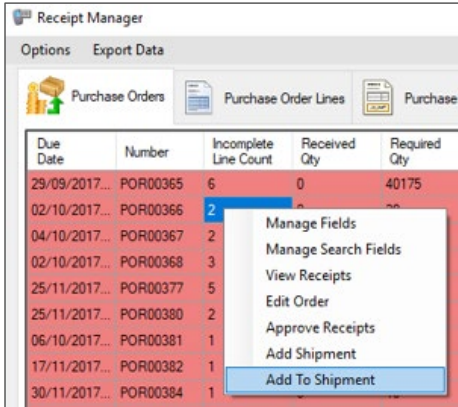 Receipt Manager
Options Export Data
Purchase Orders Purchase Order Lines Purchase
Due Date Number Incomplete Line Count Received Qty Required Qty
29/09/2017... POR00365 6 0 40175
02/10/2017... POR00366 2
04/10/2017... POR00367 2
02/10/2017... POR00368 3
25/11/2017... POR00377 5
25/11/2017... POR00380 2
06/10/2017... POR00381 1
17/11/2017... POR00382 1
30/11/2017... POR00384 1
Manage Fields
Manage Search Fields
View Receipts
Edit Order
Approve Receipts
Add Shipment
Add To Shipment